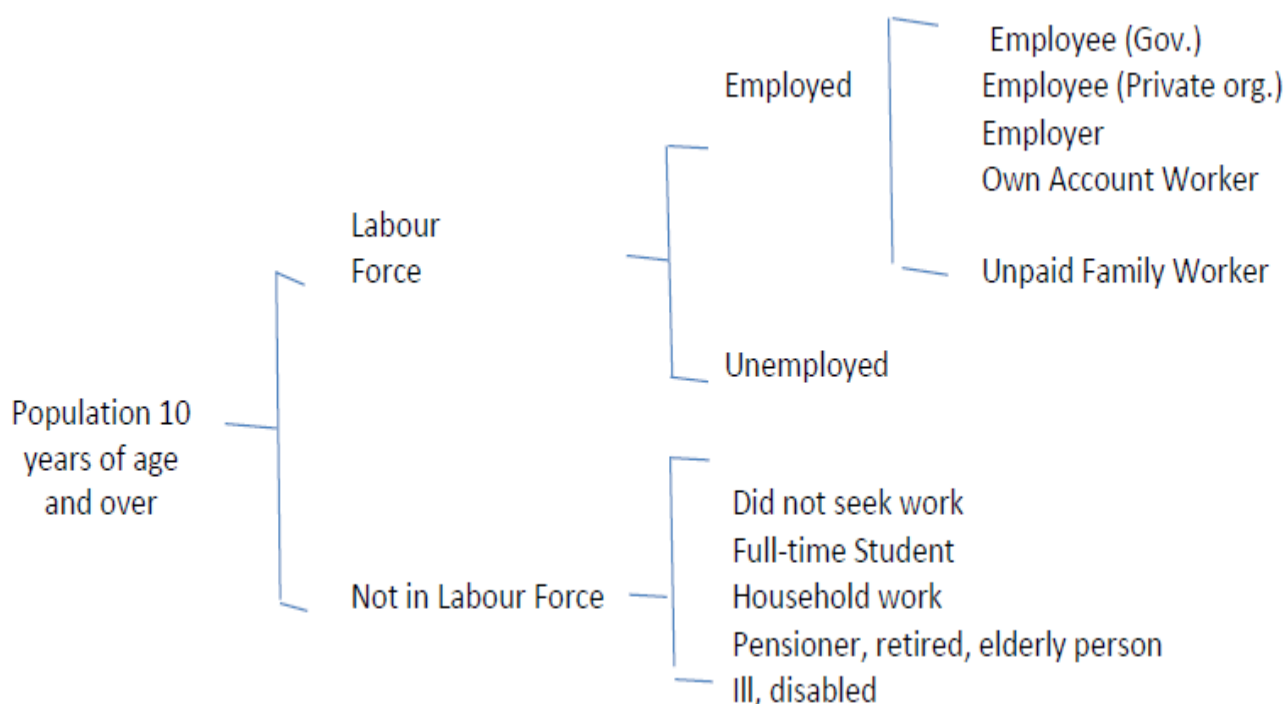 Employee (Gov.)
Employed
Employee (Private org.)
Employer
Own Account Worker
Labour
Force
Unpaid Family Worker
Unemployed
Population 10
years of age
and over
Did not seek work
Full-time Student
Not in Labour Force
Household work
Pensioner, retired, elderly person
Ill, disabled